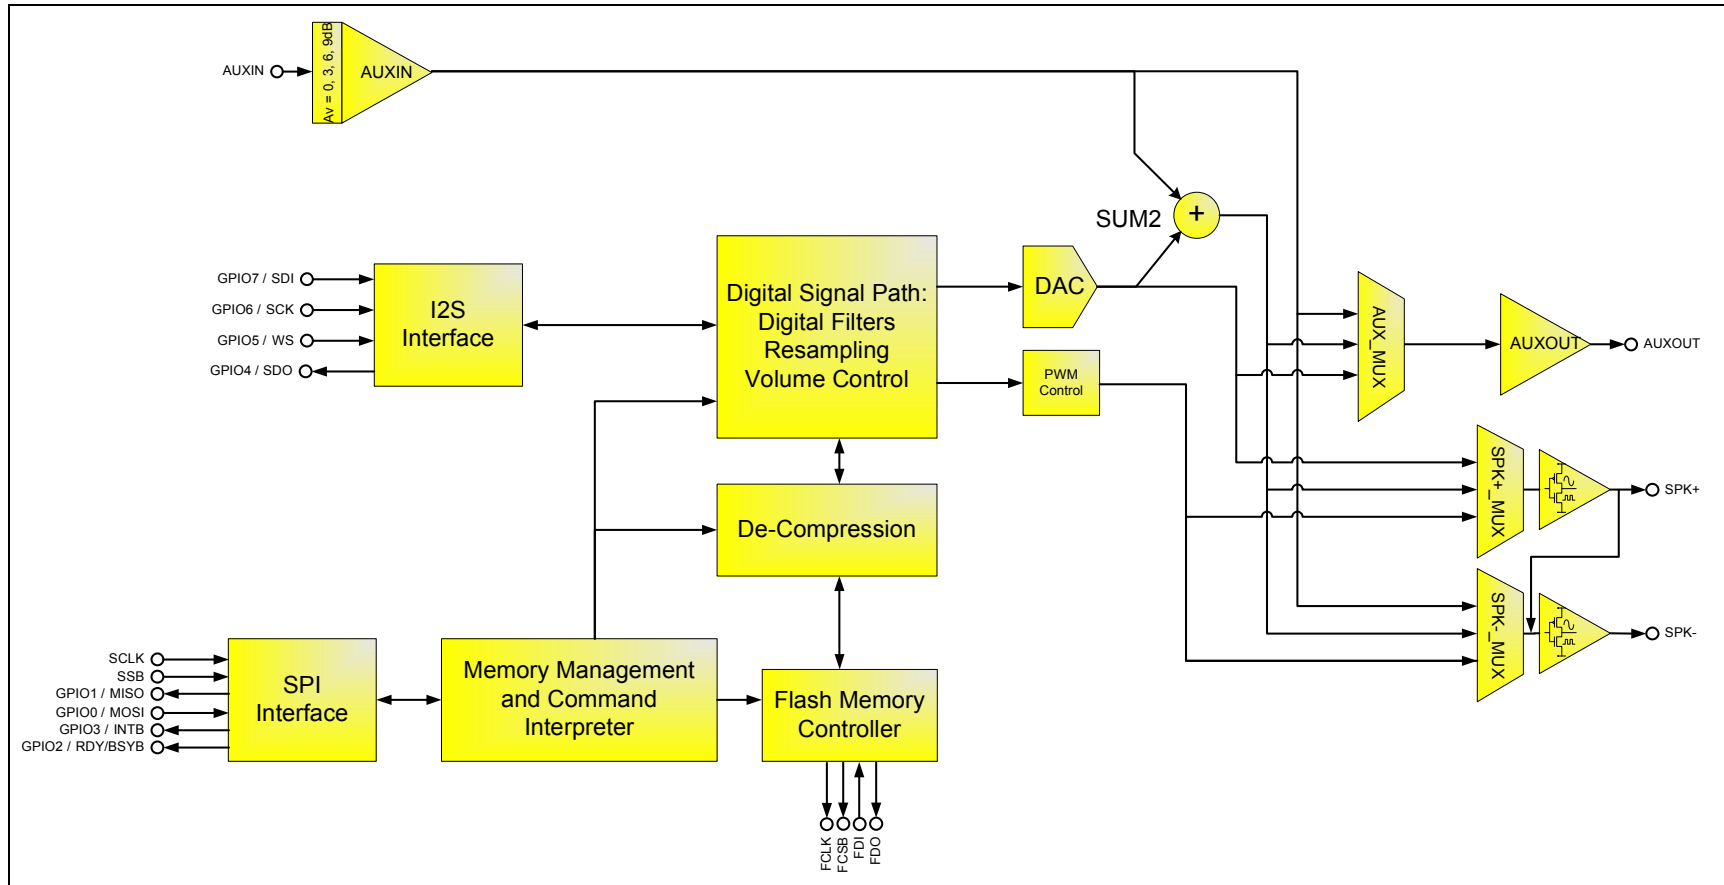 AUXIN
Av = 0, 3, 6, 9dB
AUXIN
SUM2
+
GPIO7 / SDI
GPIO6 / SCK
GPIO5 / WS
GPIO4 / SDO
I2S
Interface
Digital Signal Path:
Digital Filters
Resampling
Volume Control
DAC
PWM
Control
AUX_MUX
AUXOUT
AUXOUT
SPK+_MUX
SPK+
De-Compression
SPK-_MUX
SPK-
SCLK
SSB
GPIO1 / MISO
GPIO0 / MOSI
GPIO3 / INTB
GPIO2 / RDY/BSYB
SPI
Interface
Memory Management
and Command
Interpreter
Flash Memory
Controller
FCLK
FCSB
FDI
FDO